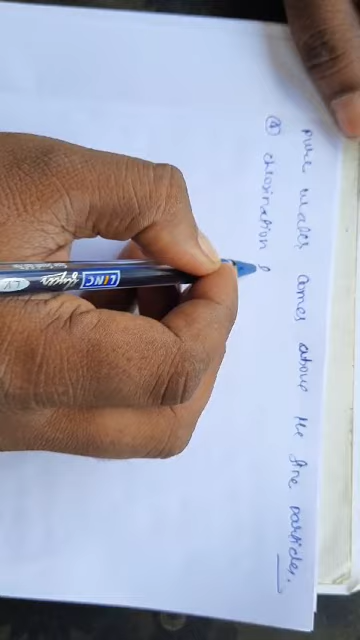 pure water comes above the fine particles.
④ chlorination
LINC